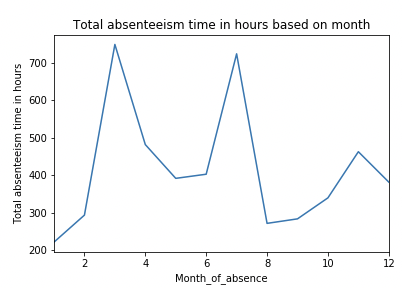 Total absenteeism time in hours based on month
Total absenteeism time in hours
700
600
500
400
300
200
2 4 6 8 10 12
Month_of_absence